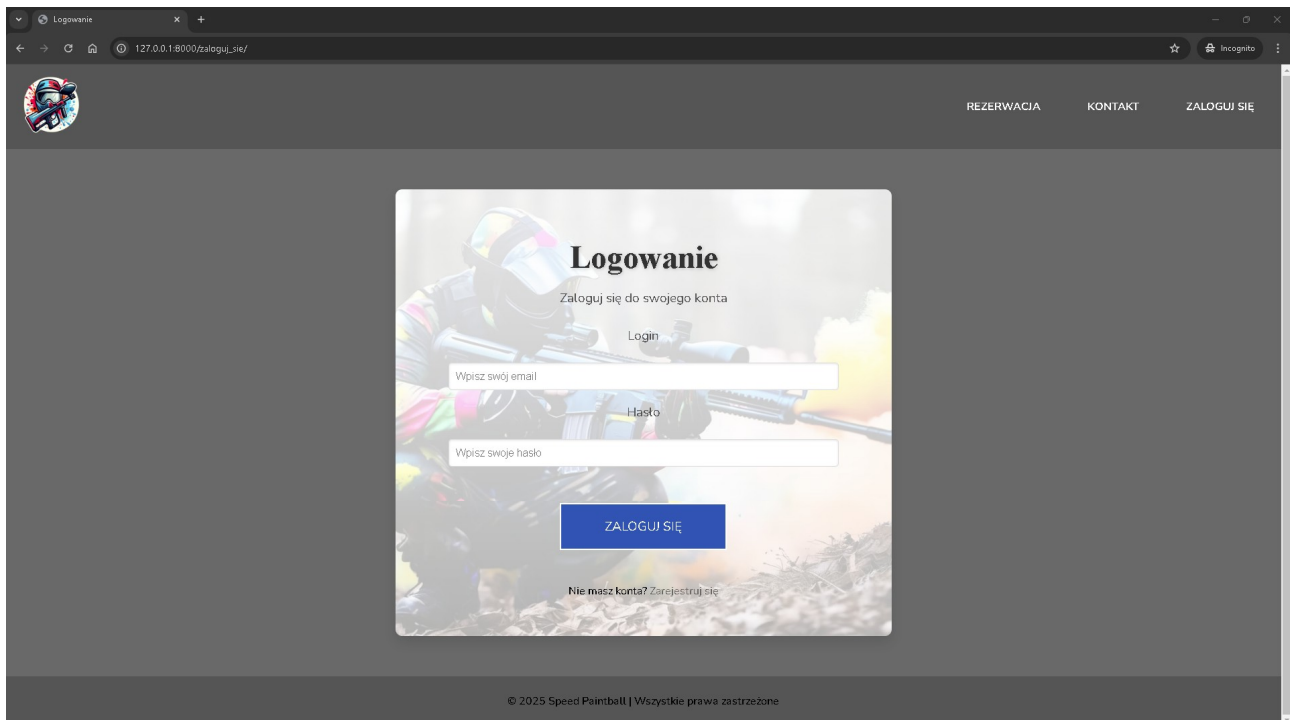 Logowanie
127.0.0.1:8000/zaloguj_sie/
Incognito
REZERWACJA KONTAKT ZALOGUJ SIĘ
Logowanie
Zaloguj się do swojego konta
Login
Wpisz swój email
Hasło
Wpisz swoje hasło
ZALOGUJ SIĘ
Nie masz konta? Zarejestruj się
© 2025 Speed Paintball | Wszystkie prawa zastrzeżone